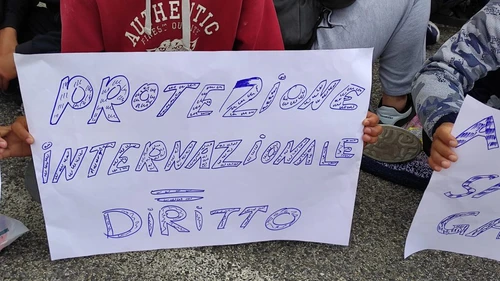 AUTHENTIC
PROTEZIONE
INTERNAZIONALE
=
DIRITTO